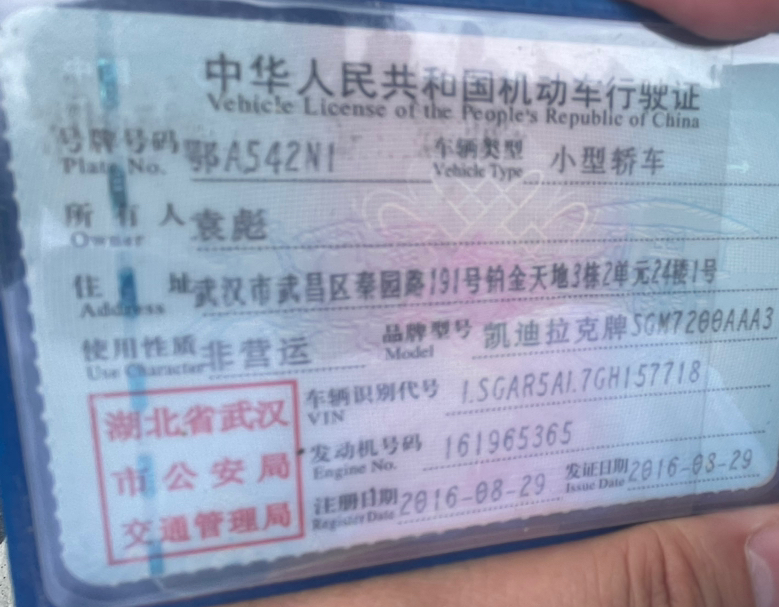 中华人民共和国机动车行驶证
Vehicle License of the People's Republic of China
号牌号码 鄂A542N1 车辆类型 小型轿车
Plate No. Vehicle Type
所有人 袁彪
Owner
住址 武汉市武昌区秦园路191号铂金天地3栋2单元24楼1号
Address
使用性质 非营运 品牌型号 凯迪拉克牌SGM7200AAA3
Use Character Model
车辆识别代号 LSGAR5AL7GH157718
VIN
发动机号码 161965365
Engine No.
注册日期 2016-08-29 发证日期 2016-08-29
Register Date Issue Date
湖北省武汉
市公安局
交通管理局